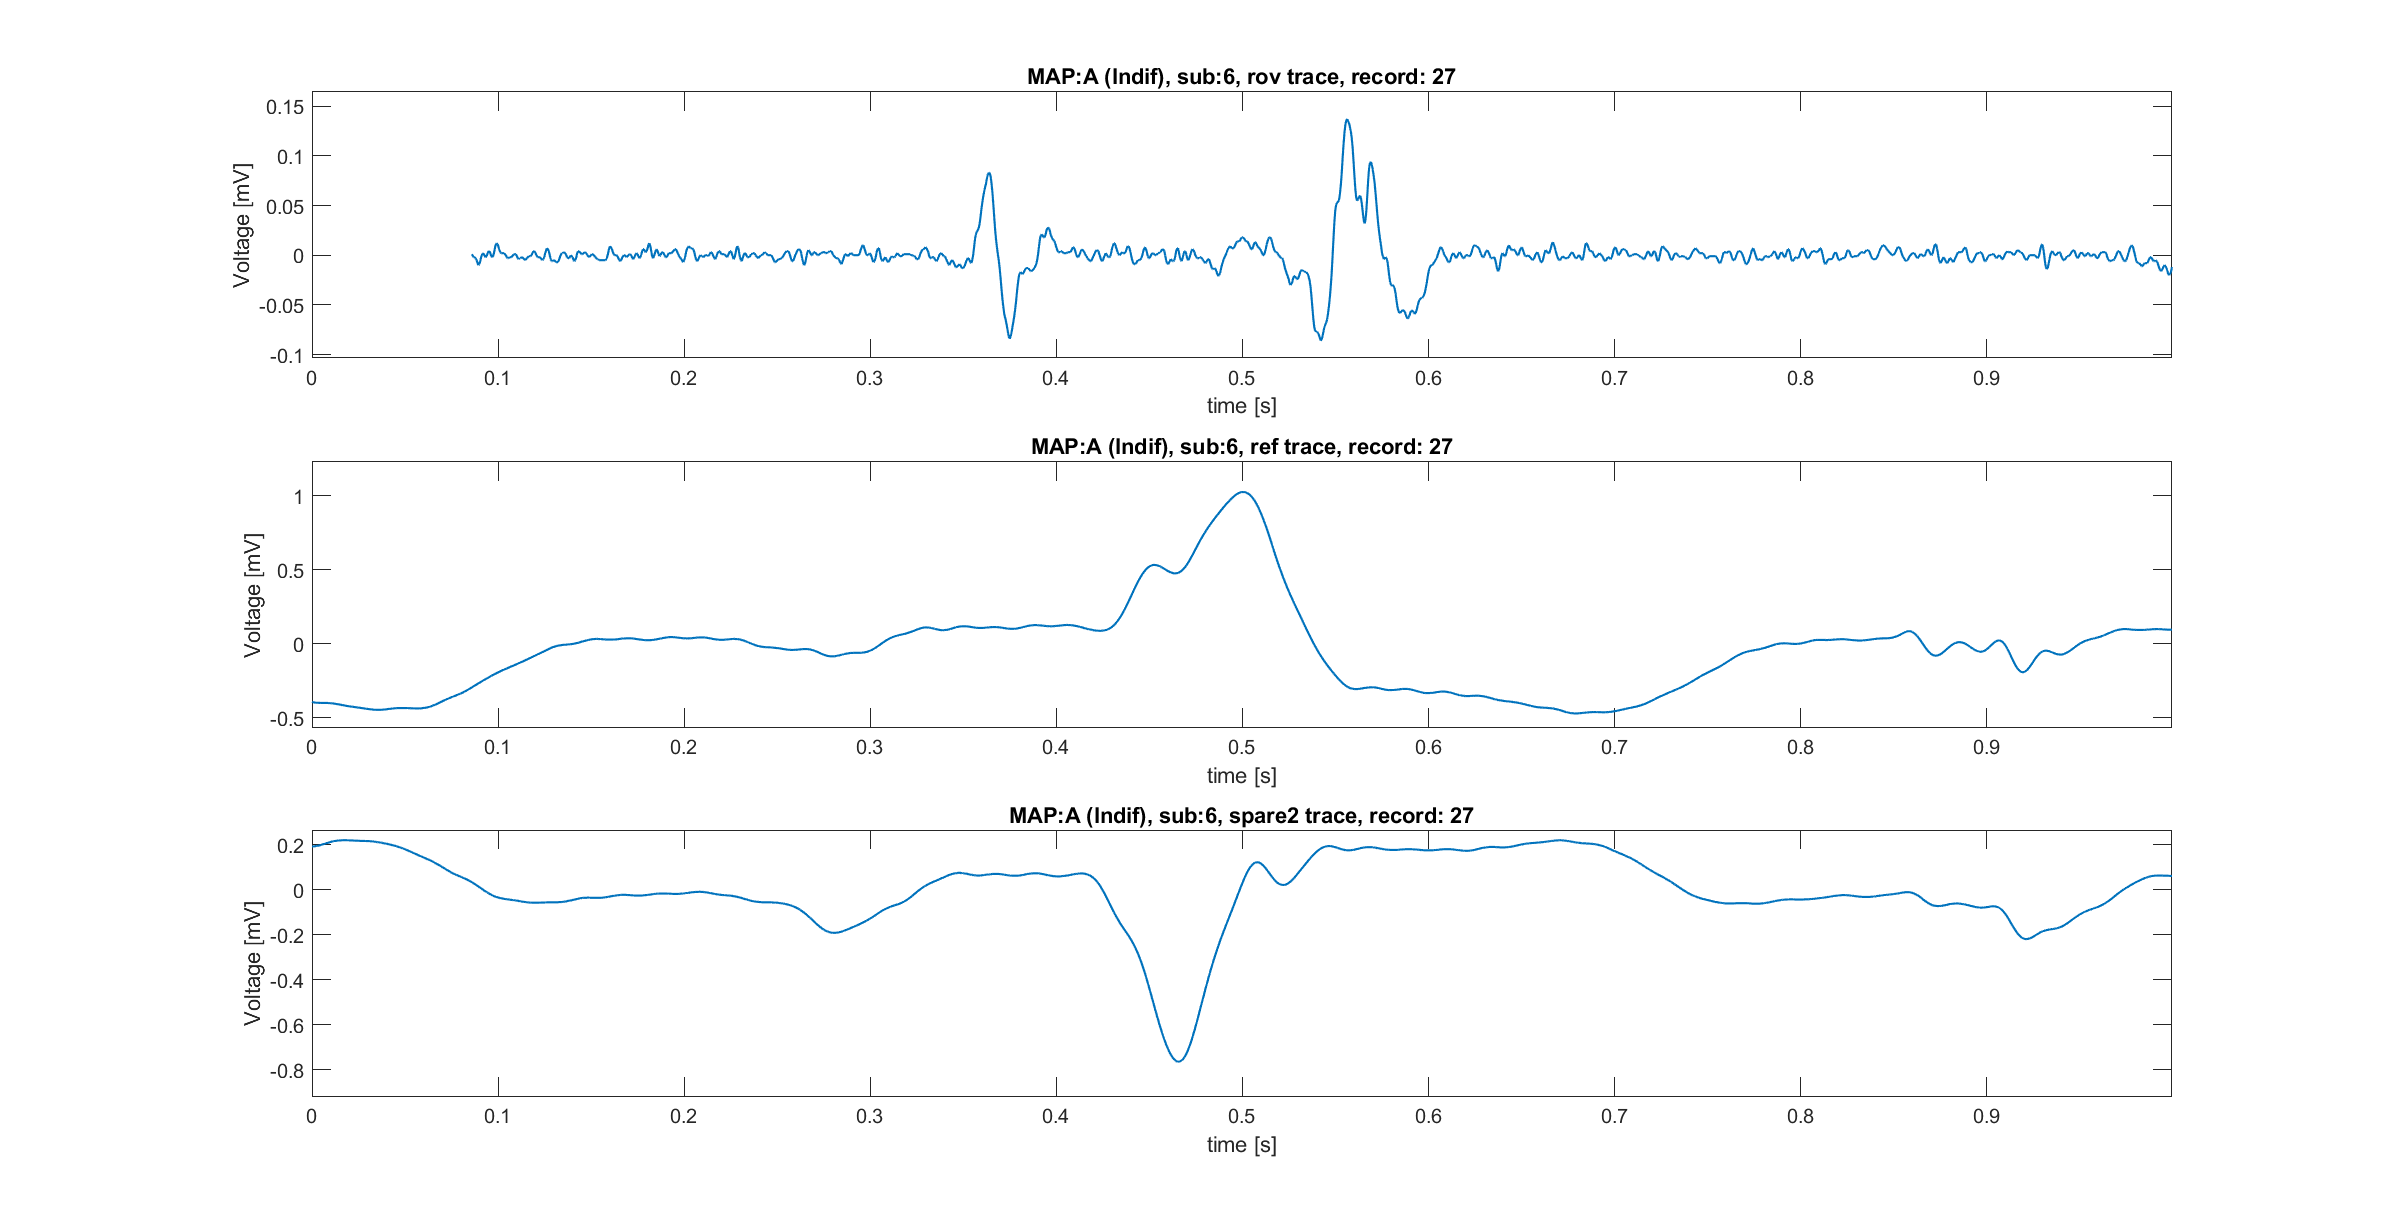 MAP:A (Indif), sub:6, rov trace, record: 27
Voltage [mV]
0.15
0.1
0.05
0
-0.05
-0.1
0 0.1 0.2 0.3 0.4 0.5 0.6 0.7 0.8 0.9
time [s]
MAP:A (Indif), sub:6, ref trace, record: 27
Voltage [mV]
1
0.5
0
-0.5
0 0.1 0.2 0.3 0.4 0.5 0.6 0.7 0.8 0.9
time [s]
MAP:A (Indif), sub:6, spare2 trace, record: 27
Voltage [mV]
0.2
0
-0.2
-0.4
-0.6
-0.8
0 0.1 0.2 0.3 0.4 0.5 0.6 0.7 0.8 0.9
time [s]